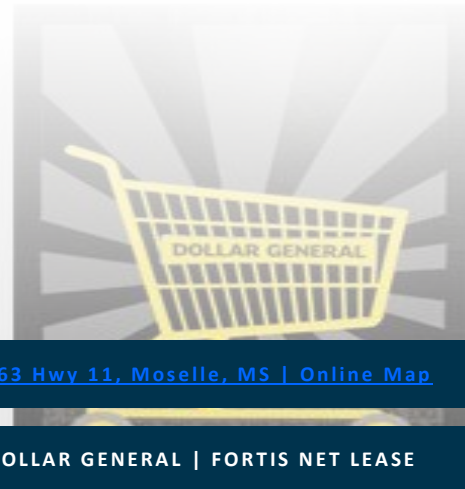 DOLLAR GENERAL
63 Hwy 11, Moselle, MS | Online Map
OLLAR GENERAL | FORTIS NET LEASE